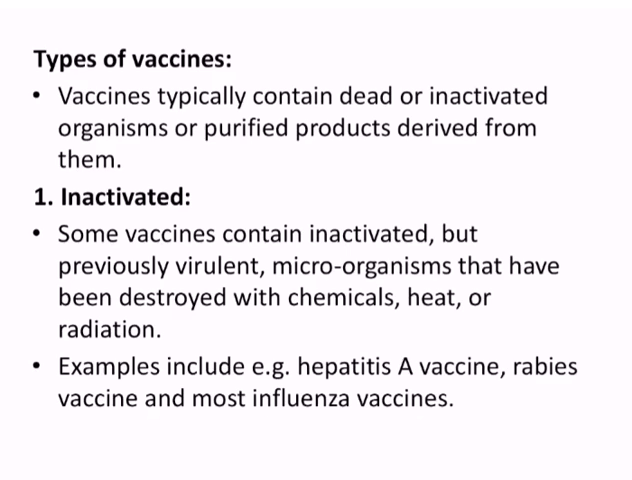 Types of vaccines:
• Vaccines typically contain dead or inactivated
organisms or purified products derived from
them.
1. Inactivated:
• Some vaccines contain inactivated, but
previously virulent, micro-organisms that have
been destroyed with chemicals, heat, or
radiation.
• Examples include e.g. hepatitis A vaccine, rabies
vaccine and most influenza vaccines.